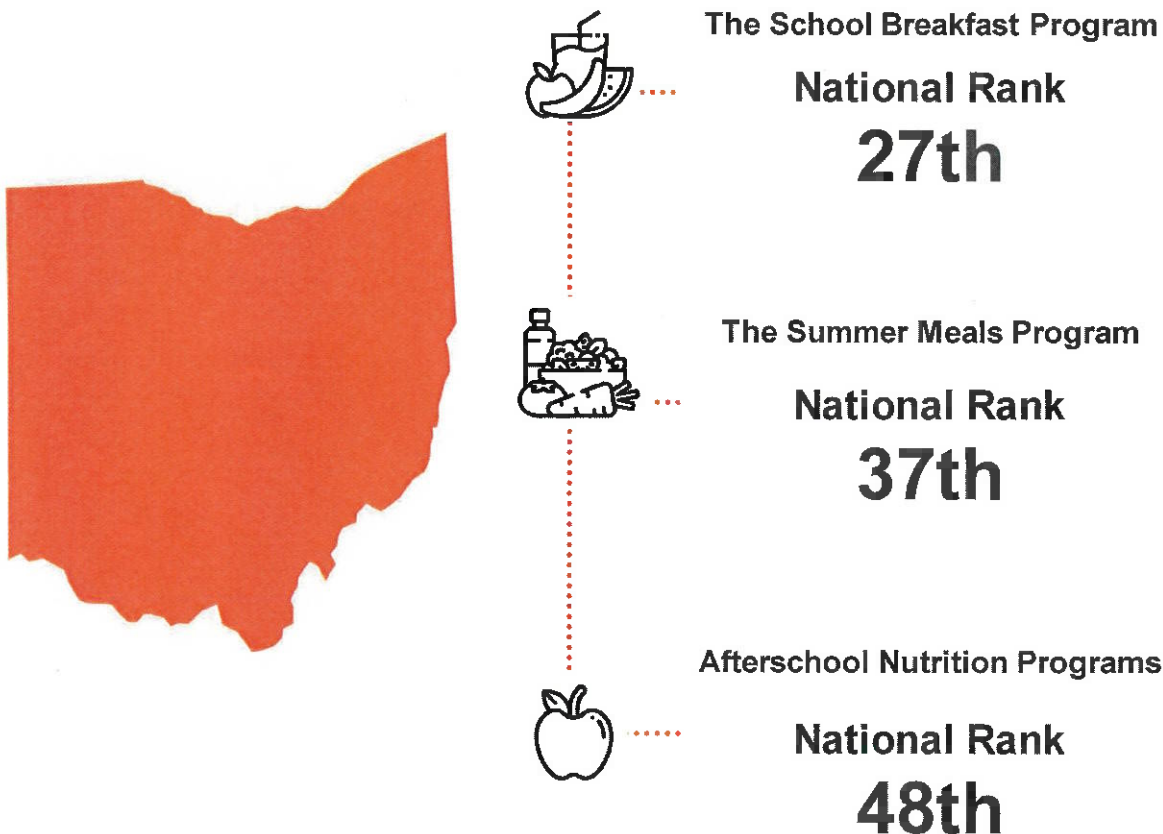 The School Breakfast Program
National Rank
27th
The Summer Meals Program
National Rank
37th
Afterschool Nutrition Programs
National Rank
48th